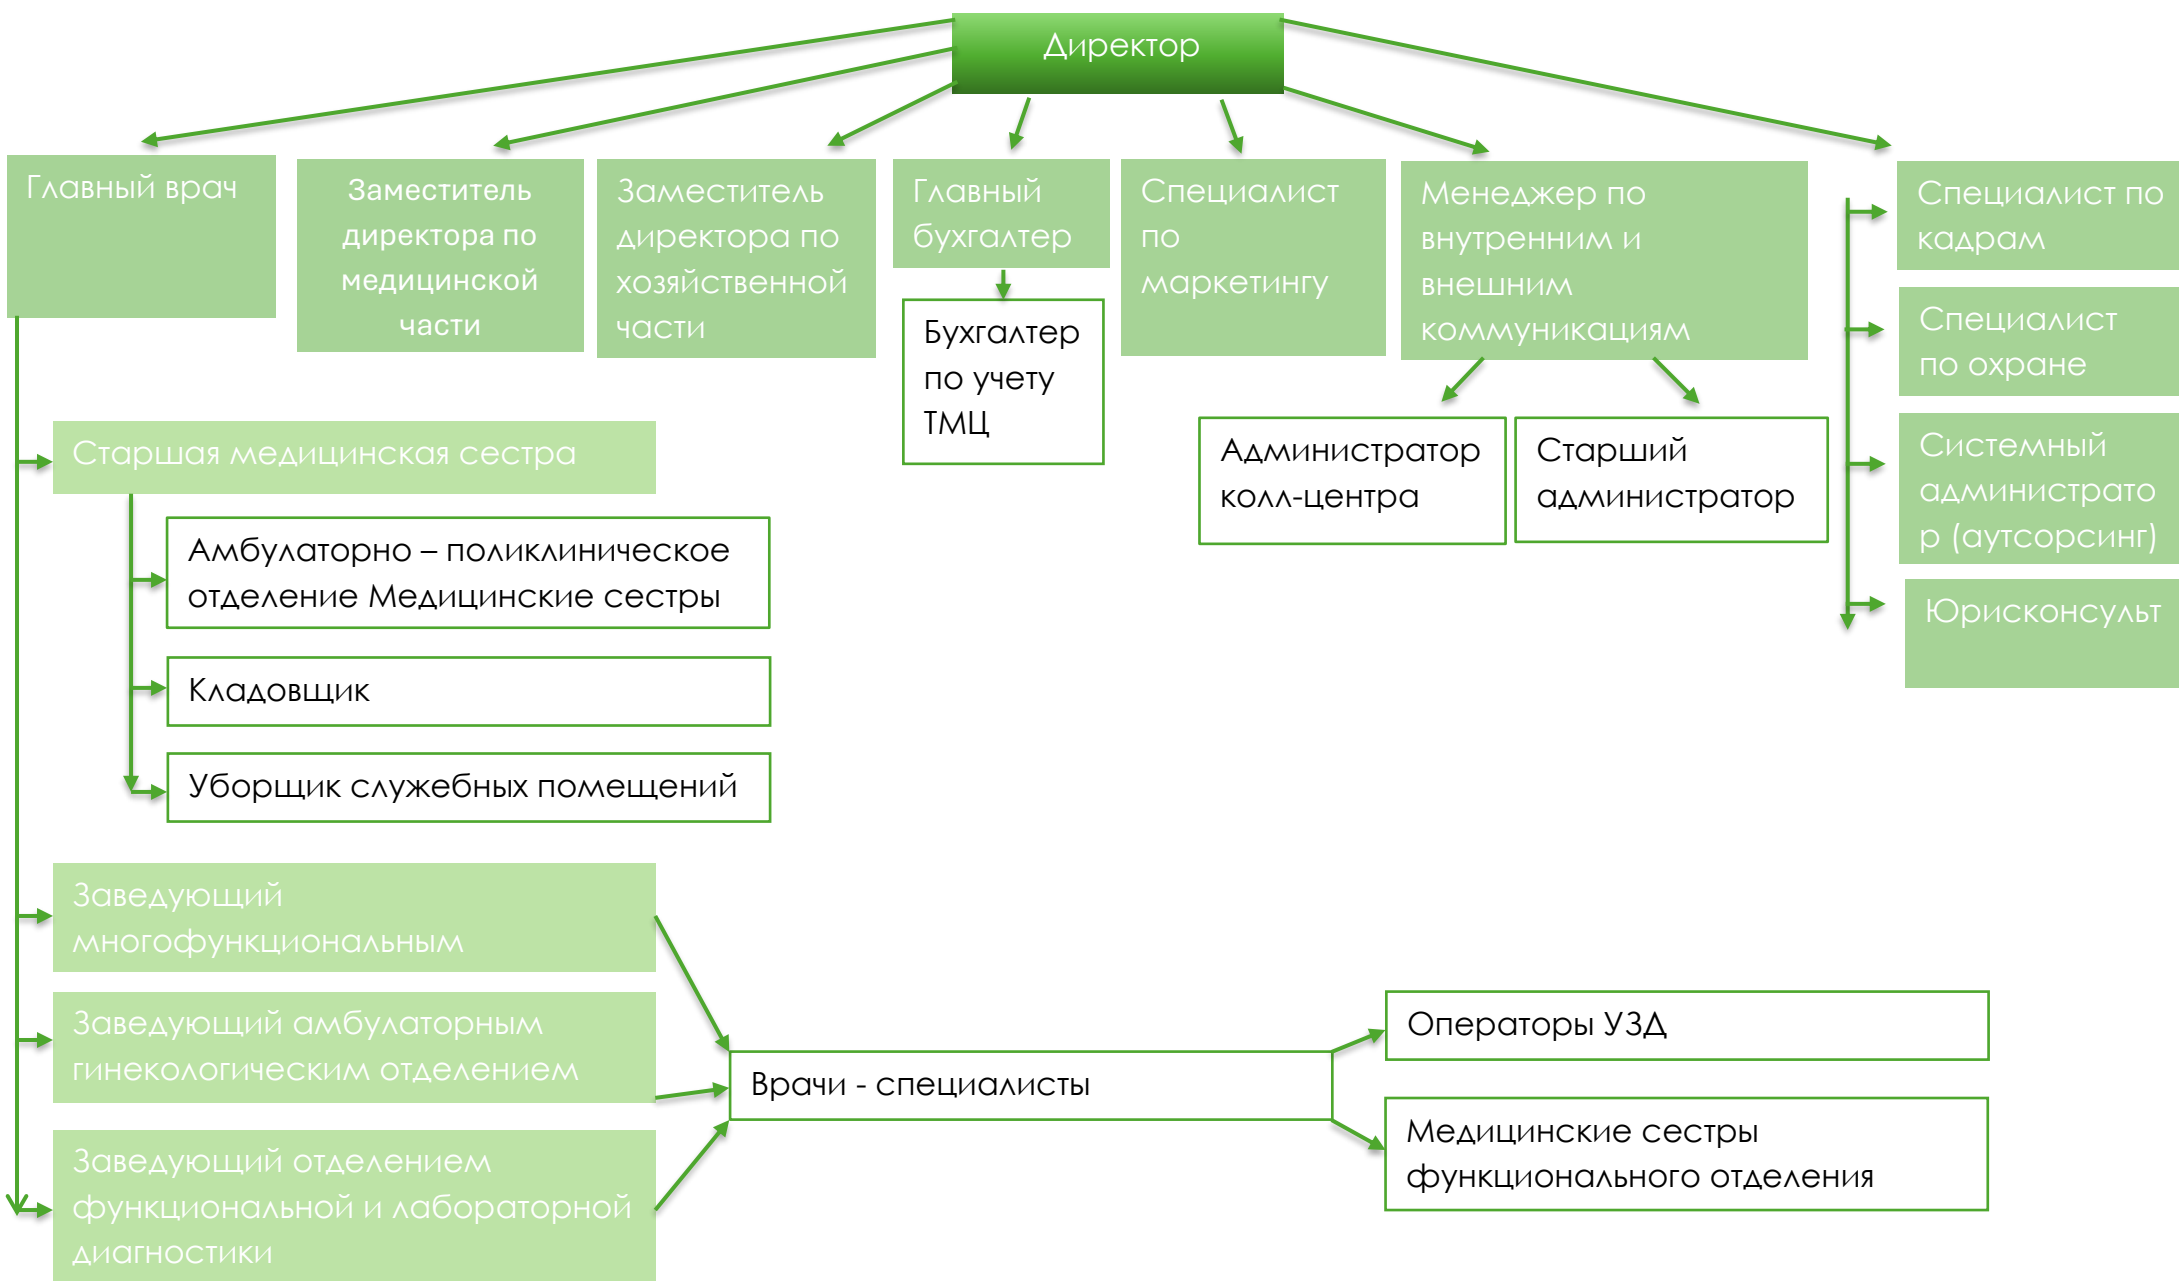 Директор
Главный врач
Заместитель
директора по
медицинской
части
Заместитель
директора по
хозяйственной
части
Главный
бухгалтер
Специалист
по
маркетингу
Менеджер по
внутренним и
внешним
коммуникациям
Специалист по
кадрам
Специалист
по охране
Системный
администрато
р (аутсорсинг)
Юрисконсульт
Бухгалтер
по учету
ТМЦ
Администратор
колл-центра
Старший
администратор
Старшая медицинская сестра
Амбулаторно – поликлиническое
отделение Медицинские сестры
Кладовщик
Уборщик служебных помещений
Заведующий
многофункциональным
Заведующий амбулаторным
гинекологическим отделением
Заведующий отделением
функциональной и лабораторной
диагностики
Врачи - специалисты
Операторы УЗД
Медицинские сестры
функционального отделения